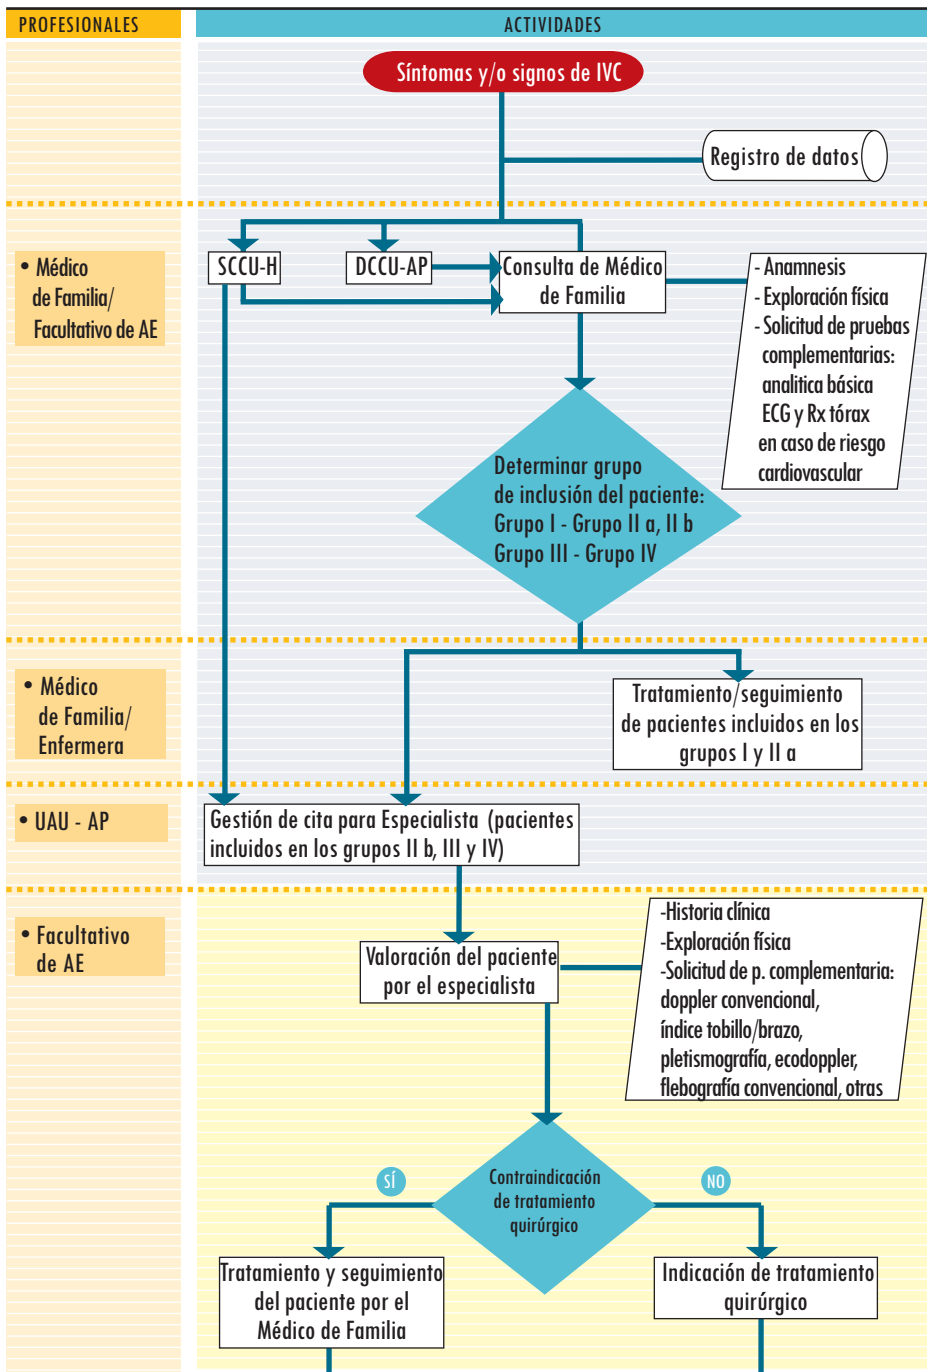 PROFESIONALES
ACTIVIDADES
Síntomas y/o signos de IVC
Registro de datos
• Médico
de Familia/
Facultativo de AE
SCCU-H
DCCU-AP
Consulta de Médico
de Familia
- Anamnesis
- Exploración física
- Solicitud de pruebas
complementarias:
analitica básica
ECG y Rx tórax
en caso de riesgo
cardiovascular
Determinar grupo
de inclusión del paciente:
Grupo I - Grupo II a, II b
Grupo III - Grupo IV
• Médico
de Familia/
Enfermera
Tratamiento/seguimiento
de pacientes incluidos en los
grupos I y II a
• UAU - AP
Gestión de cita para Especialista (pacientes
incluidos en los grupos II b, III y IV)
• Facultativo
de AE
Valoración del paciente
por el especialista
-Historia clínica
-Exploración física
-Solicitud de p. complementaria:
doppler convencional,
índice tobillo/brazo,
pletismografía, ecodoppler,
flebografía convencional, otras
Contraindicación
de tratamiento
quirúrgico
SÍ
NO
Tratamiento y seguimiento
del paciente por el
Médico de Familia
Indicación de tratamiento
quirúrgico